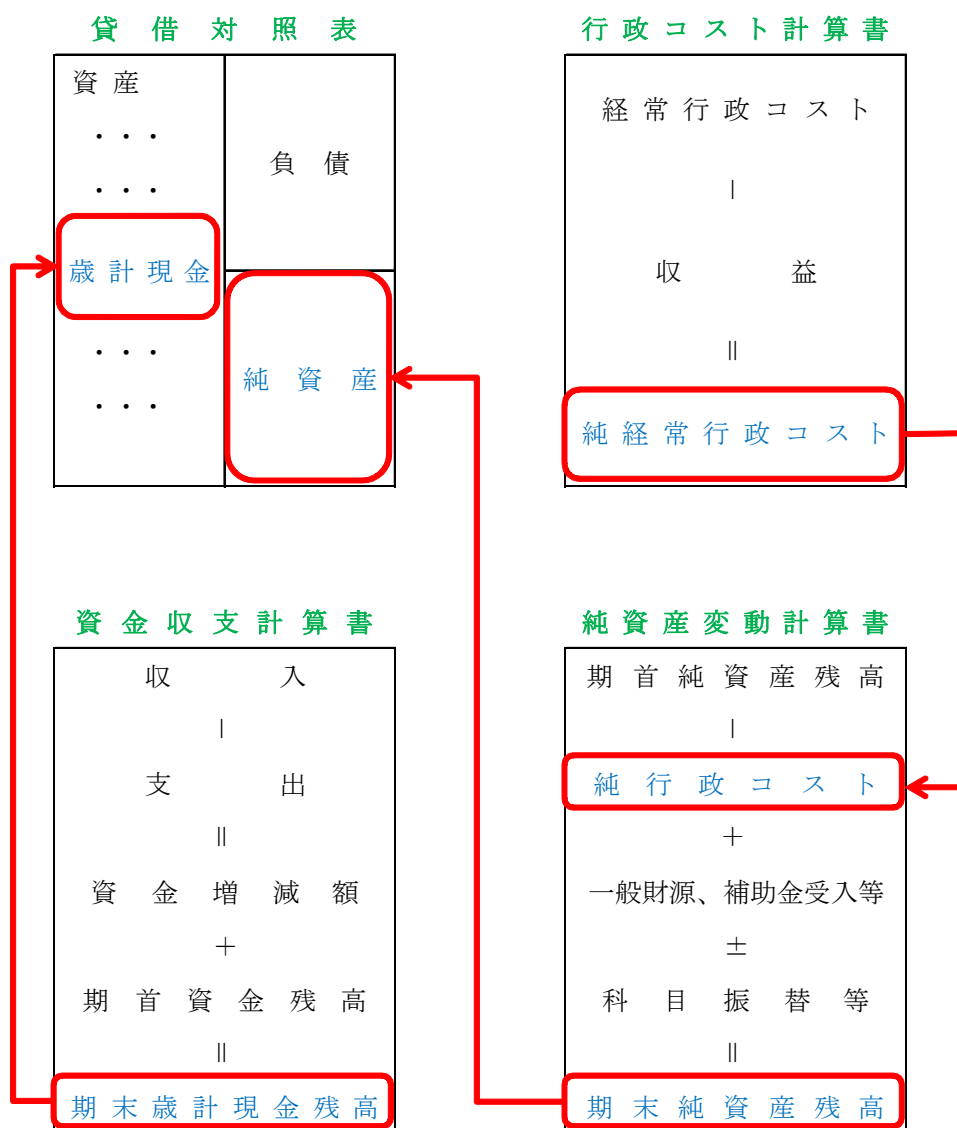 貸借対照表
資産
・・・
・・・
歳計現金
・・・
・・・
負債
純資産
行政コスト計算書
経常行政コスト
－
収益
＝
純経常行政コスト
資金収支計算書
収入
－
支出
＝
資金増減額
＋
期首資金残高
＝
期末歳計現金残高
純資産変動計算書
期首純資産残高
－
純行政コスト
＋
一般財源、補助金受入等
±
科目振替等
＝
期末純資産残高